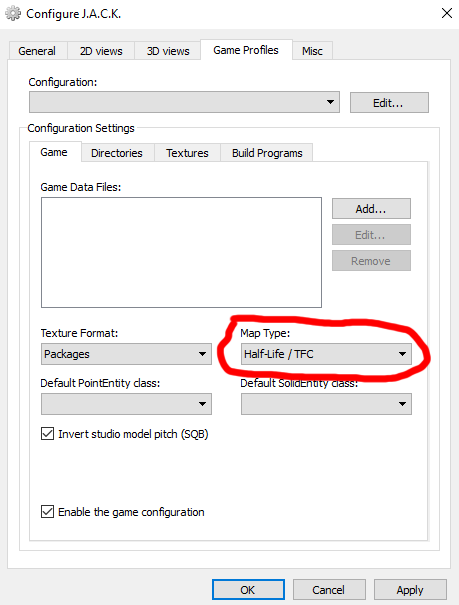 Configure J.A.C.K.
General 2D views 3D views Game Profiles Misc
Configuration:
Edit...
Configuration Settings
Game Directories Textures Build Programs
Game Data Files:
Add...
Edit...
Remove
Texture Format: Map Type:
Packages Half-Life / TFC
Default PointEntity class: Default SolidEntity class:
Invert studio model pitch (SQB)
Enable the game configuration
OK Cancel Apply